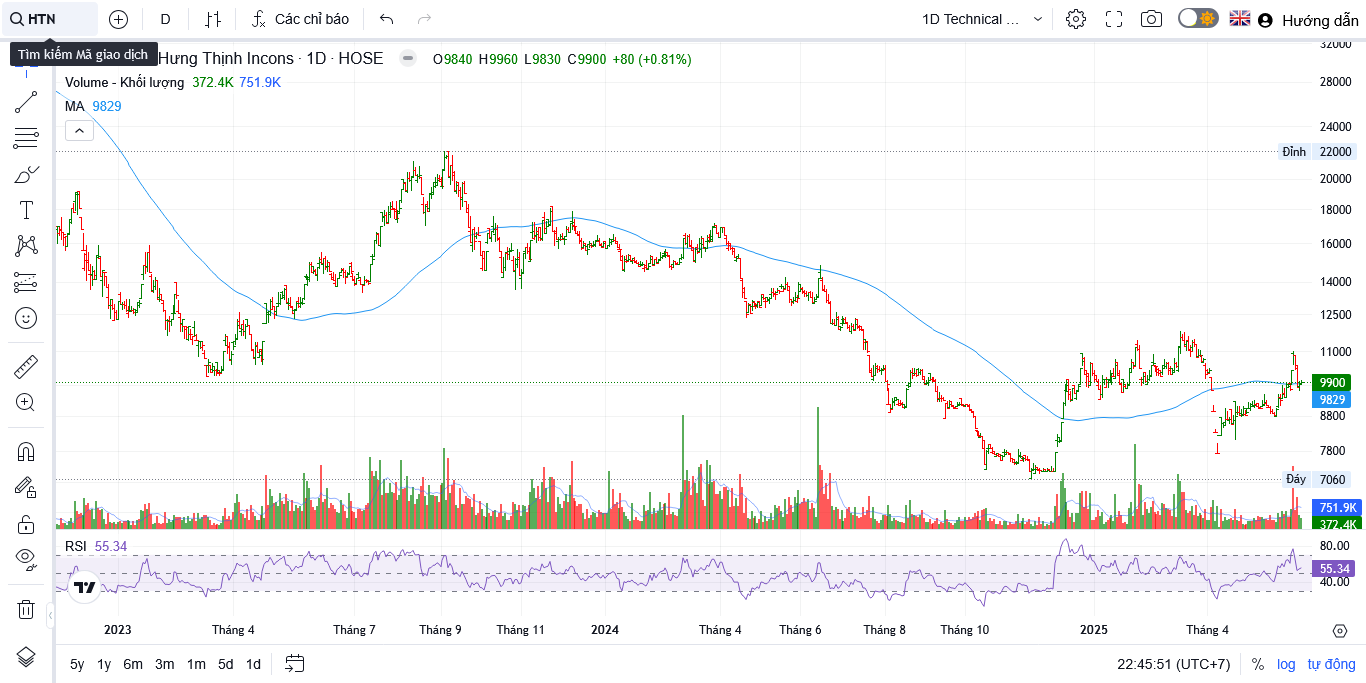 HTN D Các chỉ báo 1D Technical ... Hướng dẫn
Tìm kiếm Mã giao dịch
Hưng Thịnh Incons · 1D · HOSE O9840 H9960 L9830 C9900 +80 (+0.81%)
Volume - Khối lượng 372.4K 751.9K
MA 9829
32000
28000
24000
Đỉnh 22000
20000
18000
16000
14000
12500
11000
9900
9829
8800
7800
Đáy 7060
751.9K
372.4K
RSI 55.34
80.00
55.34
40.00
2023 Tháng 4 Tháng 7 Tháng 9 Tháng 11 2024 Tháng 4 Tháng 6 Tháng 8 Tháng 10 2025 Tháng 4
5y 1y 6m 3m 1m 5d 1d 22:45:51 (UTC+7) % log tự động